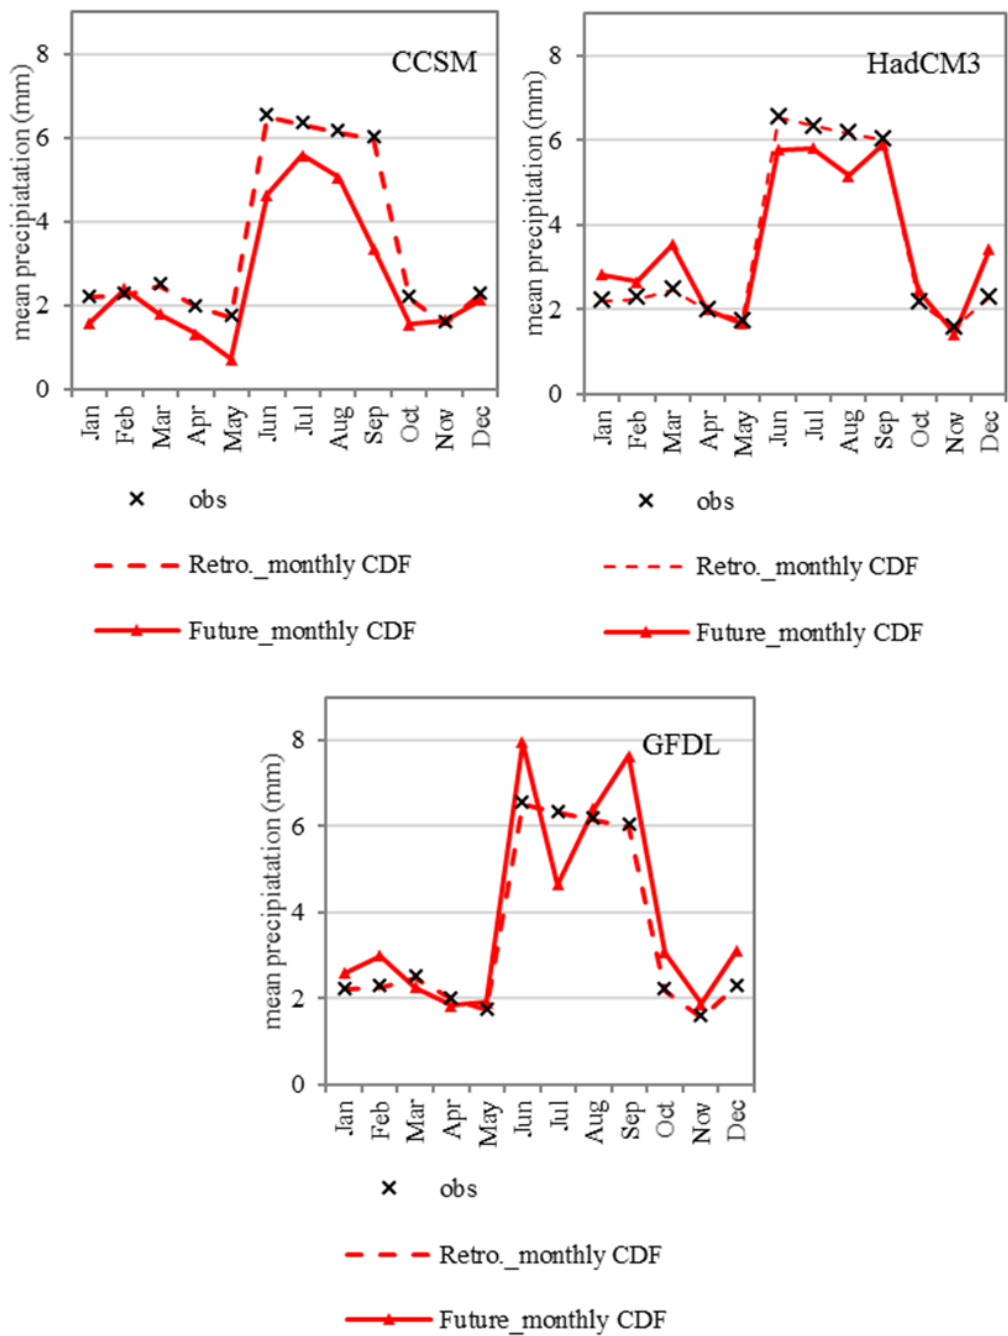 CCSM
mean precipiatation (mm)
8
6
4
2
0
Jan
Feb
Mar
Apr
May
Jun
Jul
Aug
Sep
Oct
Nov
Dec
obs
Retro._monthly CDF
Future_monthly CDF
HadCM3
mean precipitation (mm)
8
6
4
2
0
Jan
Feb
Mar
Apr
May
Jun
Jul
Aug
Sep
Oct
Nov
Dec
obs
Retro._monthly CDF
Future_monthly CDF
GFDL
mean precipiatation (mm)
8
6
4
2
0
Jan
Feb
Mar
Apr
May
Jun
Jul
Aug
Sep
Oct
Nov
Dec
obs
Retro._monthly CDF
Future_monthly CDF